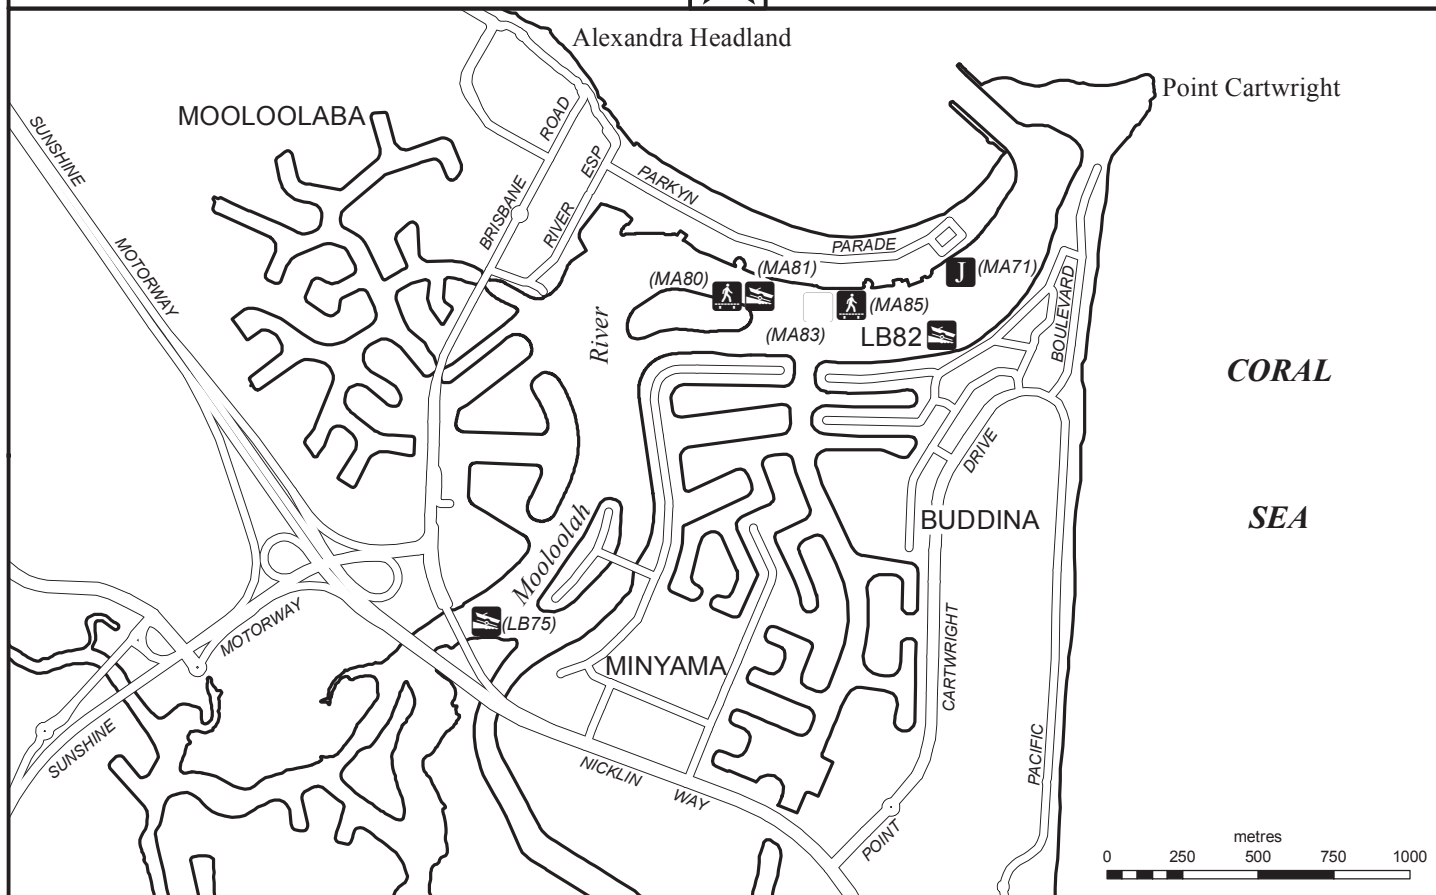 Alexandra Headland
Point Cartwright
MOOLOOLABA
SUNSHINE
MOTORWAY
BRISBANE
ROAD
RIVER
ESP
PARKYN
PARADE
(MA80)
(MA81)
J
(MA71)
(MA85)
(MA83)
LB82
BOULEVARD
River
CORAL
SEA
DRIVE
BUDDINA
Mooloolah
(LB75)
MOTORWAY
MINYAMA
CARTWRIGHT
SUNSHINE
NICKLIN
WAY
PACIFIC
POINT
metres
0 250 500 750 1000